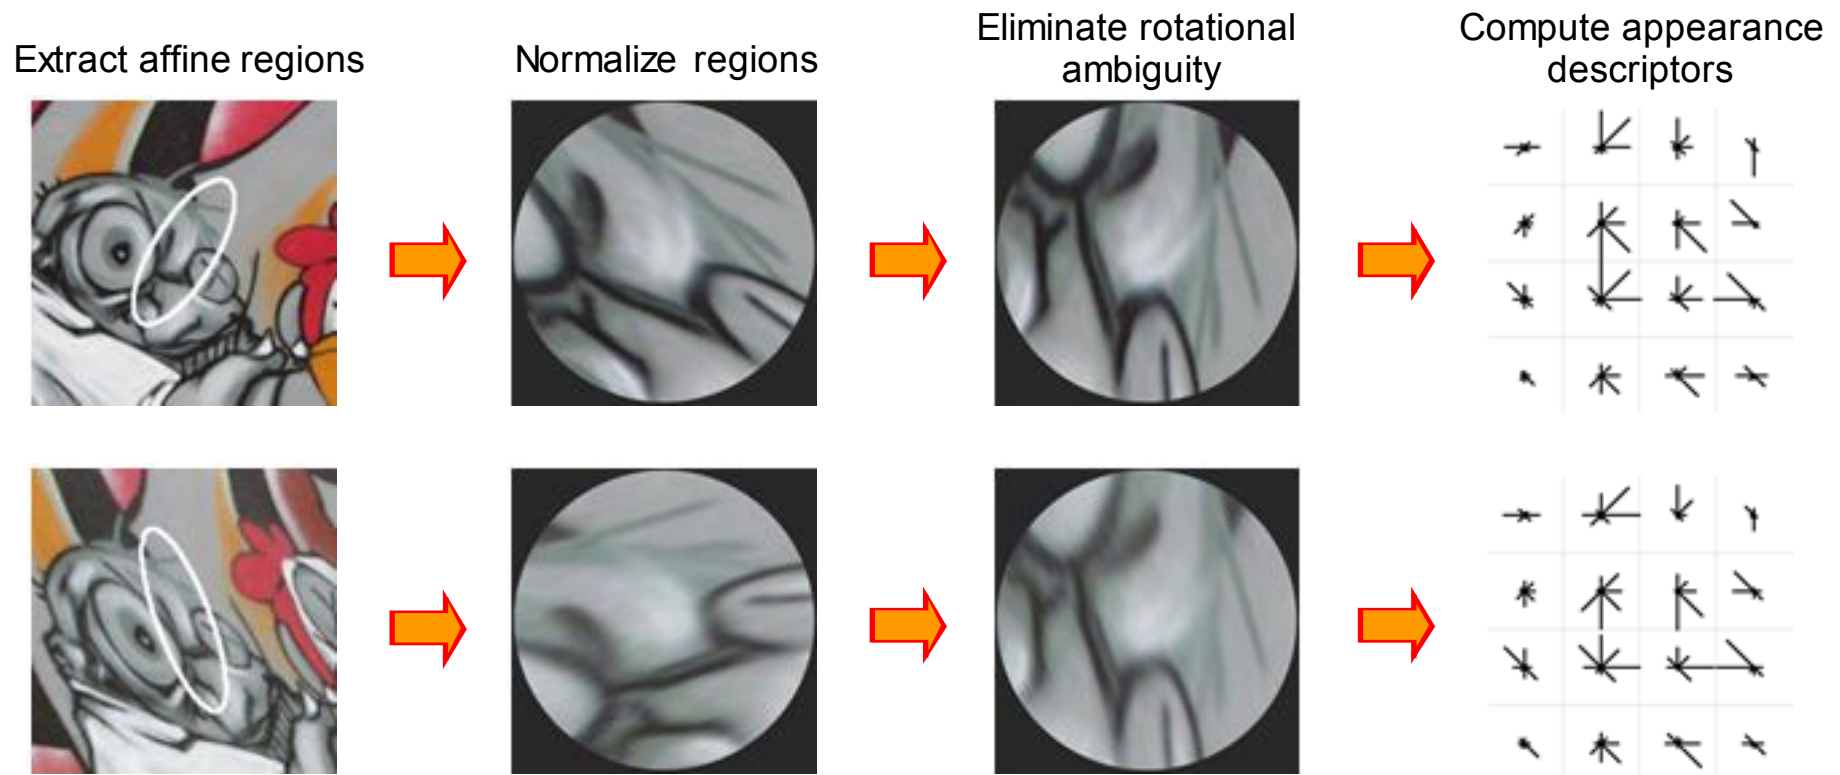 Extract affine regions
Normalize regions
Eliminate rotational
ambiguity
Compute appearance
descriptors